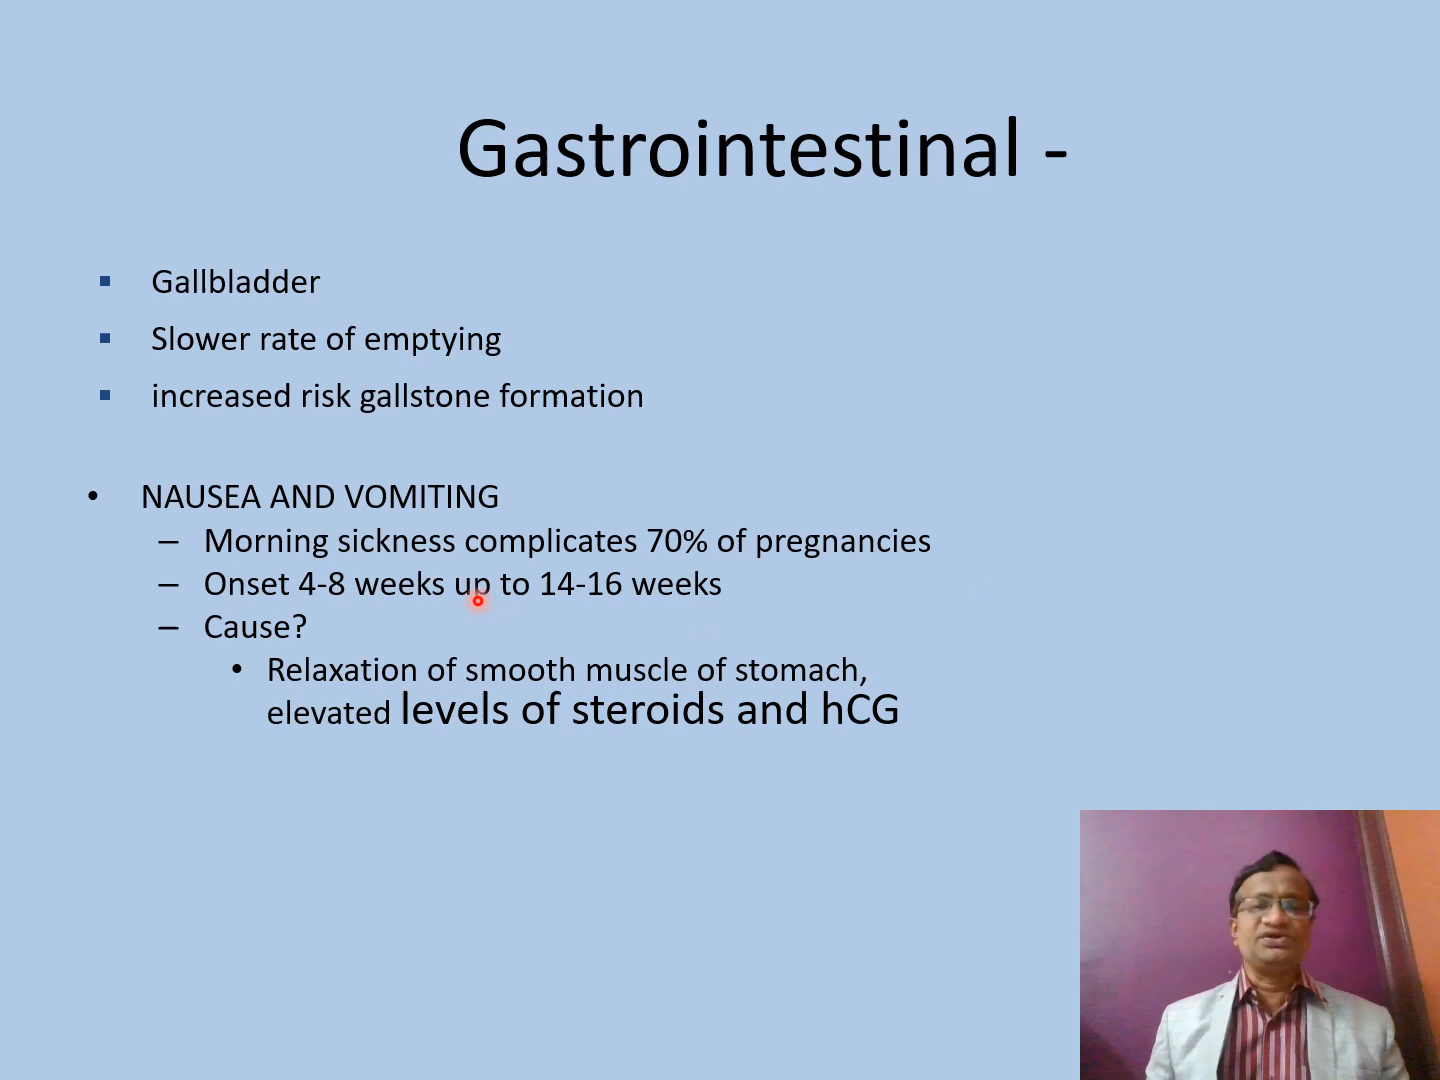 Gastrointestinal -
▪ Gallbladder
▪ Slower rate of emptying
▪ increased risk gallstone formation
• NAUSEA AND VOMITING
– Morning sickness complicates 70% of pregnancies
– Onset 4-8 weeks up to 14-16 weeks
– Cause?
• Relaxation of smooth muscle of stomach,
elevated levels of steroids and hCG